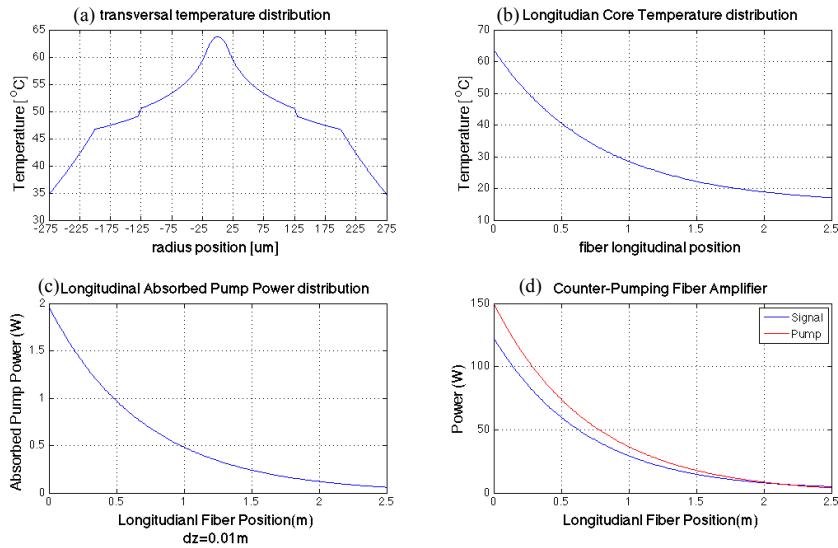 (a) transversal temperature distribution
Temperature [ °C]
65
60
55
50
45
40
35
30
-275 -225 -175 -125 -75 -25 25 75 125 175 225 275
radius position [um]
(b) Longitudian Core Temperature distribution
Temperature [ °C]
70
60
50
40
30
20
10
0 0.5 1 1.5 2 2.5
fiber longitudinal position
(c) Longitudinal Absorbed Pump Power distribution
Absorbed Pump Power (W)
2
1.5
1
0.5
0
0 0.5 1 1.5 2 2.5
Longitudianl Fiber Position(m)
dz=0.01m
(d) Counter-Pumping Fiber Amplifier
Power (W)
150
100
50
0
Signal
Pump
0 0.5 1 1.5 2 2.5
Longitudianl Fiber Position(m)